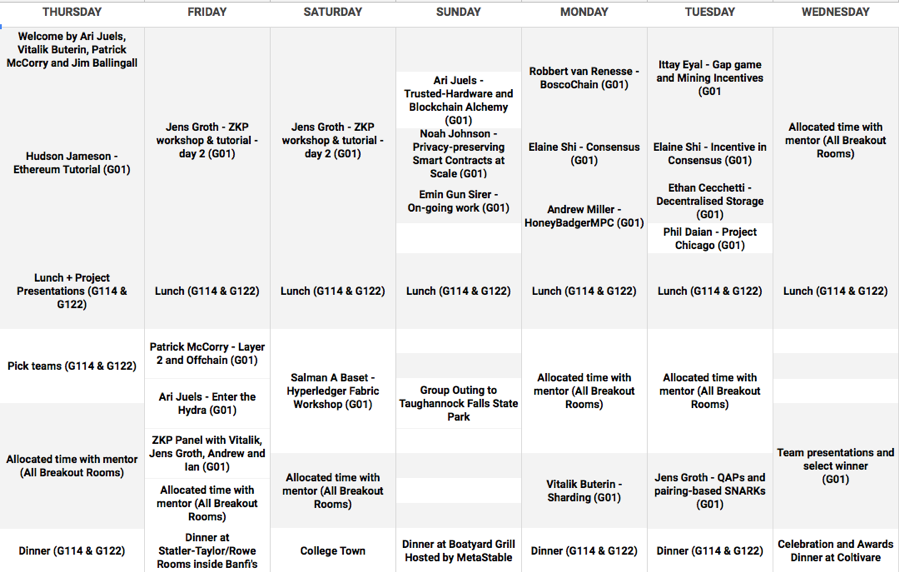 THURSDAY FRIDAY SATURDAY SUNDAY MONDAY TUESDAY WEDNESDAY
Welcome by Ari Juels,
Vitalik Buterin, Patrick
McCorry and Jim Ballingall
Hudson Jameson -
Ethereum Tutorial (G01)
Lunch + Project
Presentations (G114 &
G122)
Pick teams (G114 & G122)
Allocated time with mentor
(All Breakout Rooms)
Dinner (G114 & G122)
Jens Groth - ZKP
workshop & tutorial -
day 2 (G01)
Lunch (G114 & G122)
Patrick McCorry - Layer
2 and Offchain (G01)
Ari Juels - Enter the
Hydra (G01)
ZKP Panel with Vitalik,
Jens Groth, Andrew and
Ian (G01)
Allocated time with
mentor (All Breakout
Rooms)
Dinner at
Statler-Taylor/Rowe
Rooms inside Banfi's
Jens Groth - ZKP
workshop & tutorial -
day 2 (G01)
Lunch (G114 & G122)
Salman A Baset -
Hyperledger Fabric
Workshop (G01)
Allocated time with
mentor (All Breakout
Rooms)
College Town
Ari Juels -
Trusted-Hardware and
Blockchain Alchemy
(G01)
Noah Johnson -
Privacy-preserving
Smart Contracts at
Scale (G01)
Emin Gun Sirer -
On-going work (G01)
Lunch (G114 & G122)
Group Outing to
Taughannock Falls State
Park
Dinner at Boatyard Grill
Hosted by MetaStable
Robbert van Renesse -
BoscoChain (G01)
Elaine Shi - Consensus
(G01)
Andrew Miller -
HoneyBadgerMPC (G01)
Lunch (G114 & G122)
Allocated time with
mentor (All Breakout
Rooms)
Vitalik Buterin -
Sharding (G01)
Dinner (G114 & G122)
Ittay Eyal - Gap game
and Mining Incentives
(G01
Elaine Shi - Incentive in
Consensus (G01)
Ethan Cecchetti -
Decentralised Storage
(G01)
Phil Daian - Project
Chicago (G01)
Lunch (G114 & G122)
Allocated time with
mentor (All Breakout
Rooms)
Jens Groth - QAPs and
pairing-based SNARKs
(G01)
Dinner (G114 & G122)
Allocated time with
mentor (All Breakout
Rooms)
Lunch (G114 & G122)
Team presentations and
select winner
(G01)
Celebration and Awards
Dinner at Coltivare